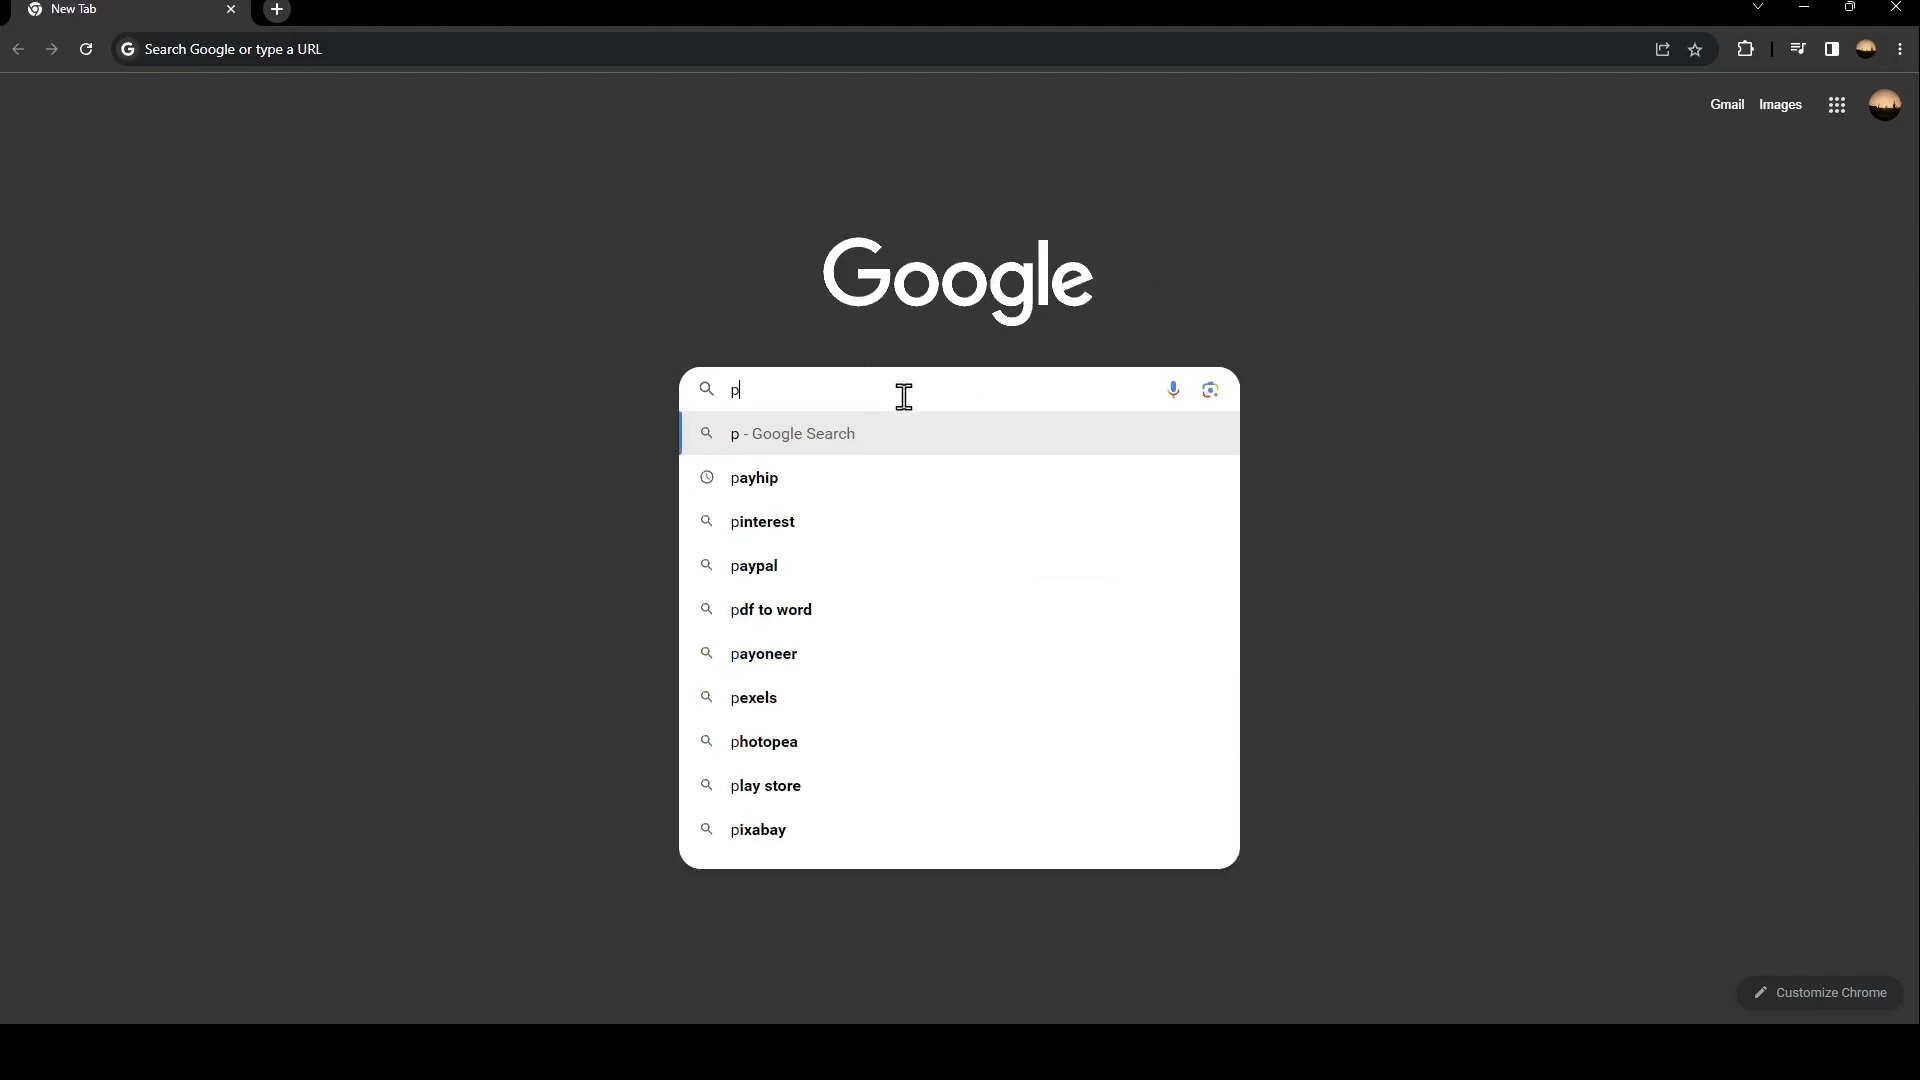 New Tab
Search Google or type a URL
Gmail Images
Google
p
p - Google Search
payhip
pinterest
paypal
pdf to word
payoneer
pexels
photopea
play store
pixabay
Customize Chrome